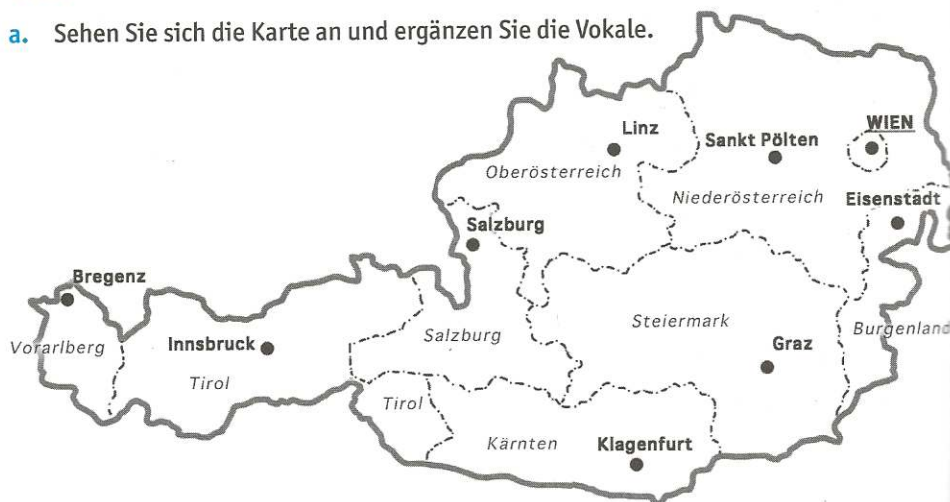 a. Sehen Sie sich die Karte an und ergänzen Sie die Vokale.
Linz
WIEN
Sankt Pölten
Oberösterreich
Niederösterreich
Eisenstadt
Salzburg
Bregenz
Steiermark
Burgenland
Salzburg
Innsbruck
Graz
Vorarlberg
Tirol
Tirol
Kärnten
Klagenfurt